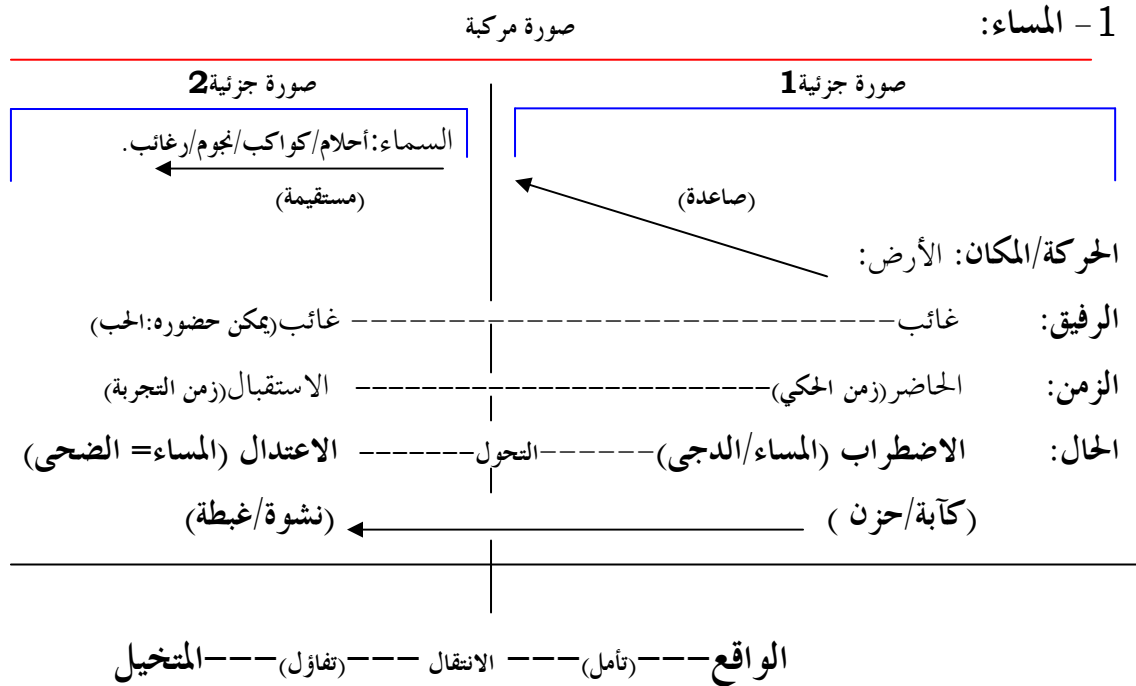 1- المساء: صورة مركبة
صورة جزئية1 صورة جزئية2
السماء:أحلام/كواكب/نجوم/رغائب.
(صاعدة) (مستقيمة)
الحركة/المكان: الأرض:
الرفيق: غائب---------------------------- غائب(يمكن حضوره:الحب)
الزمن: الحاضر(زمن الحكي)------------------------- الاستقبال(زمن التجربة)
الحال: الاضطراب (المساء/الدجى)-------التحول------- الاعتدال (المساء= الضحى)
(كآبة/حزن ) (نشوة/غبطة)
الواقع---(تأمل)--- الانتقال ---(تفاؤل)---المتخيل